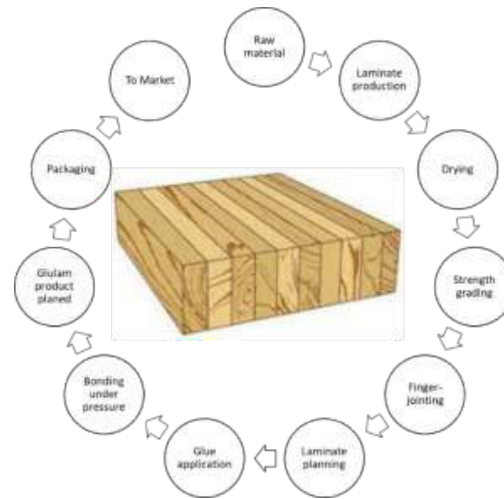 Raw
material
Laminate
production
Drying
Strength
grading
Finger-
jointing
Laminate
planning
Glue
application
Bonding
under
pressure
Glulam
product
planed
Packaging
To Market